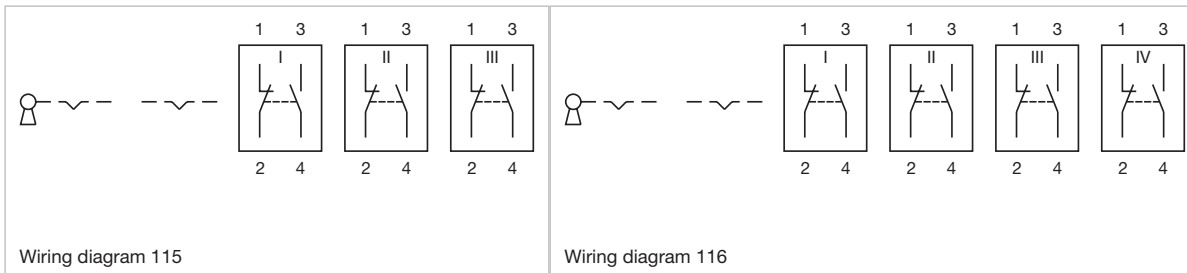 1 3 1 3 1 3
I II III
2 4 2 4 2 4
Wiring diagram 115
1 3 1 3 1 3 1 3
I II III IV
2 4 2 4 2 4 2 4
Wiring diagram 116